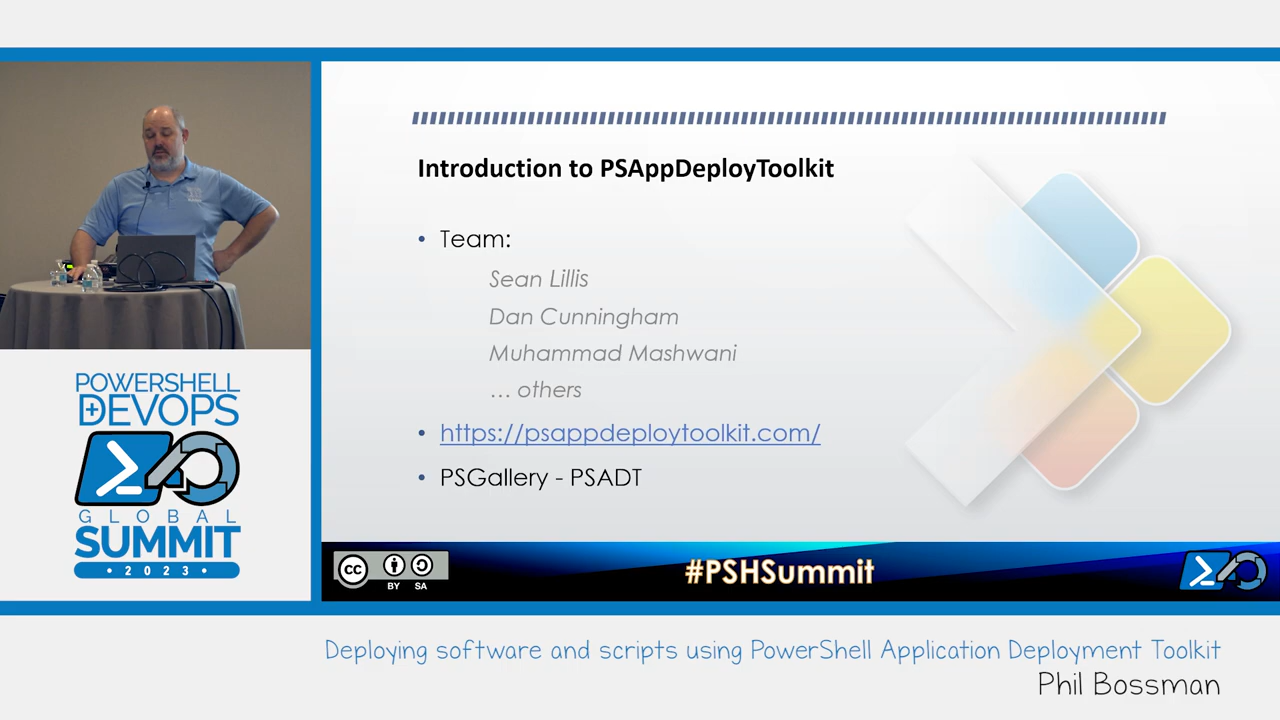 Introduction to PSAppDeployToolkit
• Team:
Sean Lillis
Dan Cunningham
Muhammad Mashwani
... others
• https://psappdeploytoolkit.com/
• PSGallery - PSADT
POWERSHELL
+DEVOPS
GLOBAL
SUMMIT
• 2023 •
cc
BY SA
#PSHSummit
Deploying software and scripts using PowerShell Application Deployment Toolkit
Phil Bossman